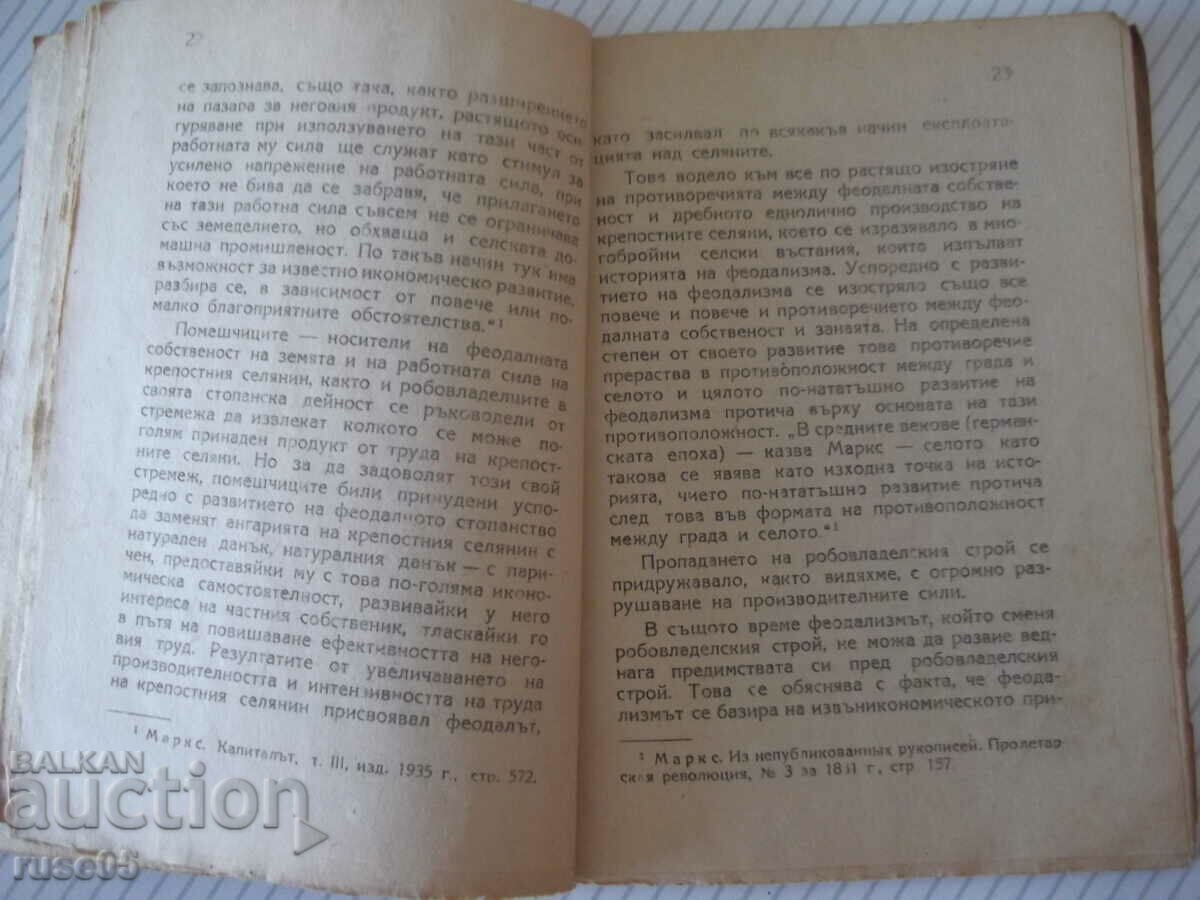 22
се запознава, също така, както разширението
на пазара за неговия продукт, растящото оси-
гуряване при използуването на тази част от
работната му сила ще служат като стимул за
усилено напрежение на работната сила, при
което не бива да се забравя, че прилагането
на тази работна сила съвсем не се ограничава
със земеделието, но обхваща и селската до-
машна промишленост. По такъв начин тук има
възможност за известно икономическо развитие,
разбира се, в зависимост от повече или по-
малко благоприятните обстоятелства.“¹
Помешчиците — носители на феодалната
собственост на земята и на работната сила на
крепостния селянин, както и робовладелците в
своята стопанска дейност се ръководели от
стремежа да извлекат колкото се може по-
голям принаден продукт от труда на крепост-
ните селяни. Но за да задоволят този свой
стремеж, помешчиците били принудени успо-
редно с развитието на феодалното стопанство
да заменят ангарията на крепостния селянин с
натурален данък, натуралния данък — с пари-
чен, предоставяйки му с това по-голяма иконо-
мическа самостоятелност, развивайки у него
интереса на частния собственик, тласкайки го
в пътя на повишаване ефективността на него-
вия труд. Резултатите от увеличаването на
производителността и интензивността на труда
на крепостния селянин присвоявал феодалът,
¹ Маркс. Капиталът, т. III, изд. 1935 г., стр. 572.
23
като засилвал по всякакъв начин експлоата-
цията над селяните.
Това водело към все по растящо изостряне
на противоречията между феодалната собстве-
ност и дребното еднолично производство на
крепостните селяни, което се изразявало в мно-
гобройни селски въстания, които изпълват
историята на феодализма. Успоредно с разви-
тието на феодализма се изостряло също все
повече и повече и противоречието между фео-
далната собственост и занаята. На определена
степен от своето развитие това противоречие
прераства в противоположност между града и
селото и цялото по-нататъшно развитие на
феодализма протича върху основата на тази
противоположност. „В средните векове (герман-
ската епоха) — казва Маркс — селото като
такова се явява като изходна точка на исто-
рията, чието по-нататъшно развитие протича
след това във формата на противоположност
между града и селото.“¹
Пропадането на робовладелския строй се
придружавало, както видяхме, с огромно раз-
рушаване на производителните сили.
В същото време феодализмът, който сменя
робовладелския строй, не можа да развие вед-
нага предимствата си пред робовладелския
строй. Това се обяснява с факта, че феода-
лизмът се базира на извъникономическото при-
¹ Маркс. Из непубликованных рукописей. Пролетар-
ская революция, № 3 за г., стр 157.
BALKAN
auction
ruse05